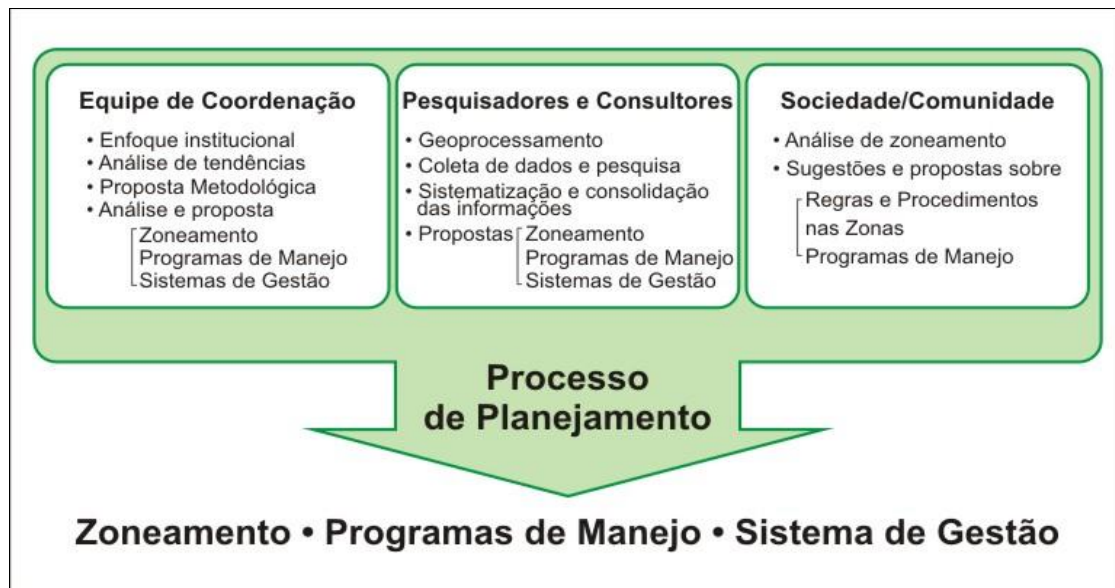 Equipe de Coordenação
• Enfoque institucional
• Análise de tendências
• Proposta Metodológica
• Análise e proposta
Zoneamento
Programas de Manejo
Sistemas de Gestão
Pesquisadores e Consultores
• Geoprocessamento
• Coleta de dados e pesquisa
• Sistematização e consolidação
das informações
• Propostas Zoneamento
Programas de Manejo
Sistemas de Gestão
Sociedade/Comunidade
• Análise de zoneamento
• Sugestões e propostas sobre
Regras e Procedimentos
nas Zonas
Programas de Manejo
Processo
de Planejamento
Zoneamento • Programas de Manejo • Sistema de Gestão